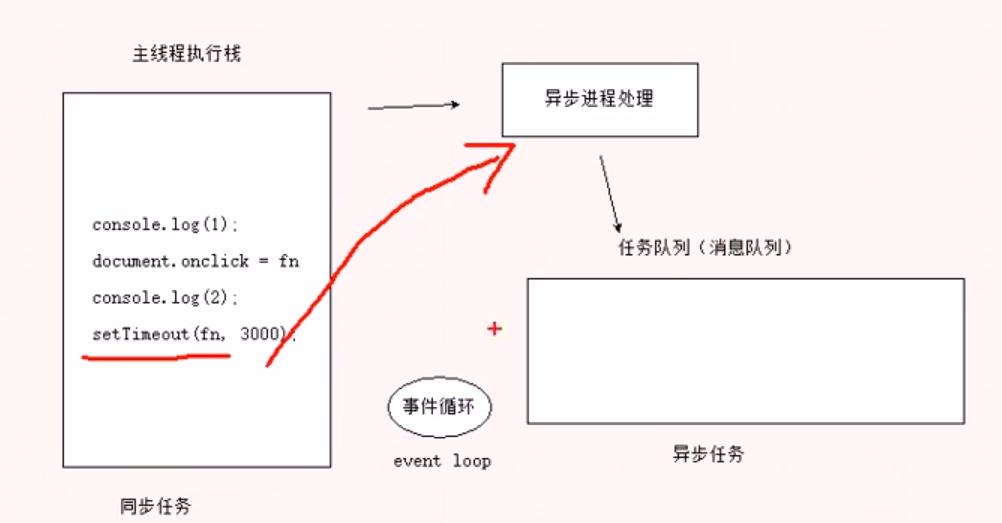 主线程执行栈
异步进程处理
console.log(1);
document.onclick = fn
console.log(2);
setTimeout(fn, 3000);
任务队列（消息队列）
事件循环
event loop
异步任务
同步任务